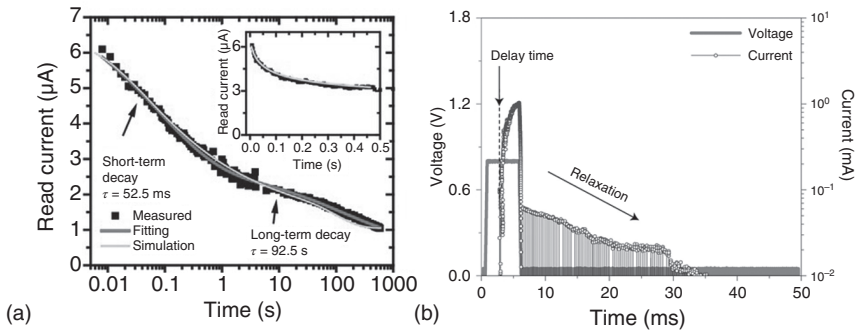 Read current (μA)
7
6
5
4
3
2
1
0
0.01
0.1
1
10
100
1000
Time (s)
Short-term
decay
τ = 52.5 ms
Long-term decay
τ = 92.5 s
Measured
Fitting
Simulation
Read current (μA)
6
3
0
0.0 0.1 0.2 0.3 0.4 0.5
Time (s)
(a)
Voltage (V)
1.8
1.2
0.6
0.0
0 10 20 30 40 50
Time (ms)
Current (mA)
10¹
10⁰
10⁻¹
10⁻²
Delay time
Voltage
Current
Relaxation
(b)